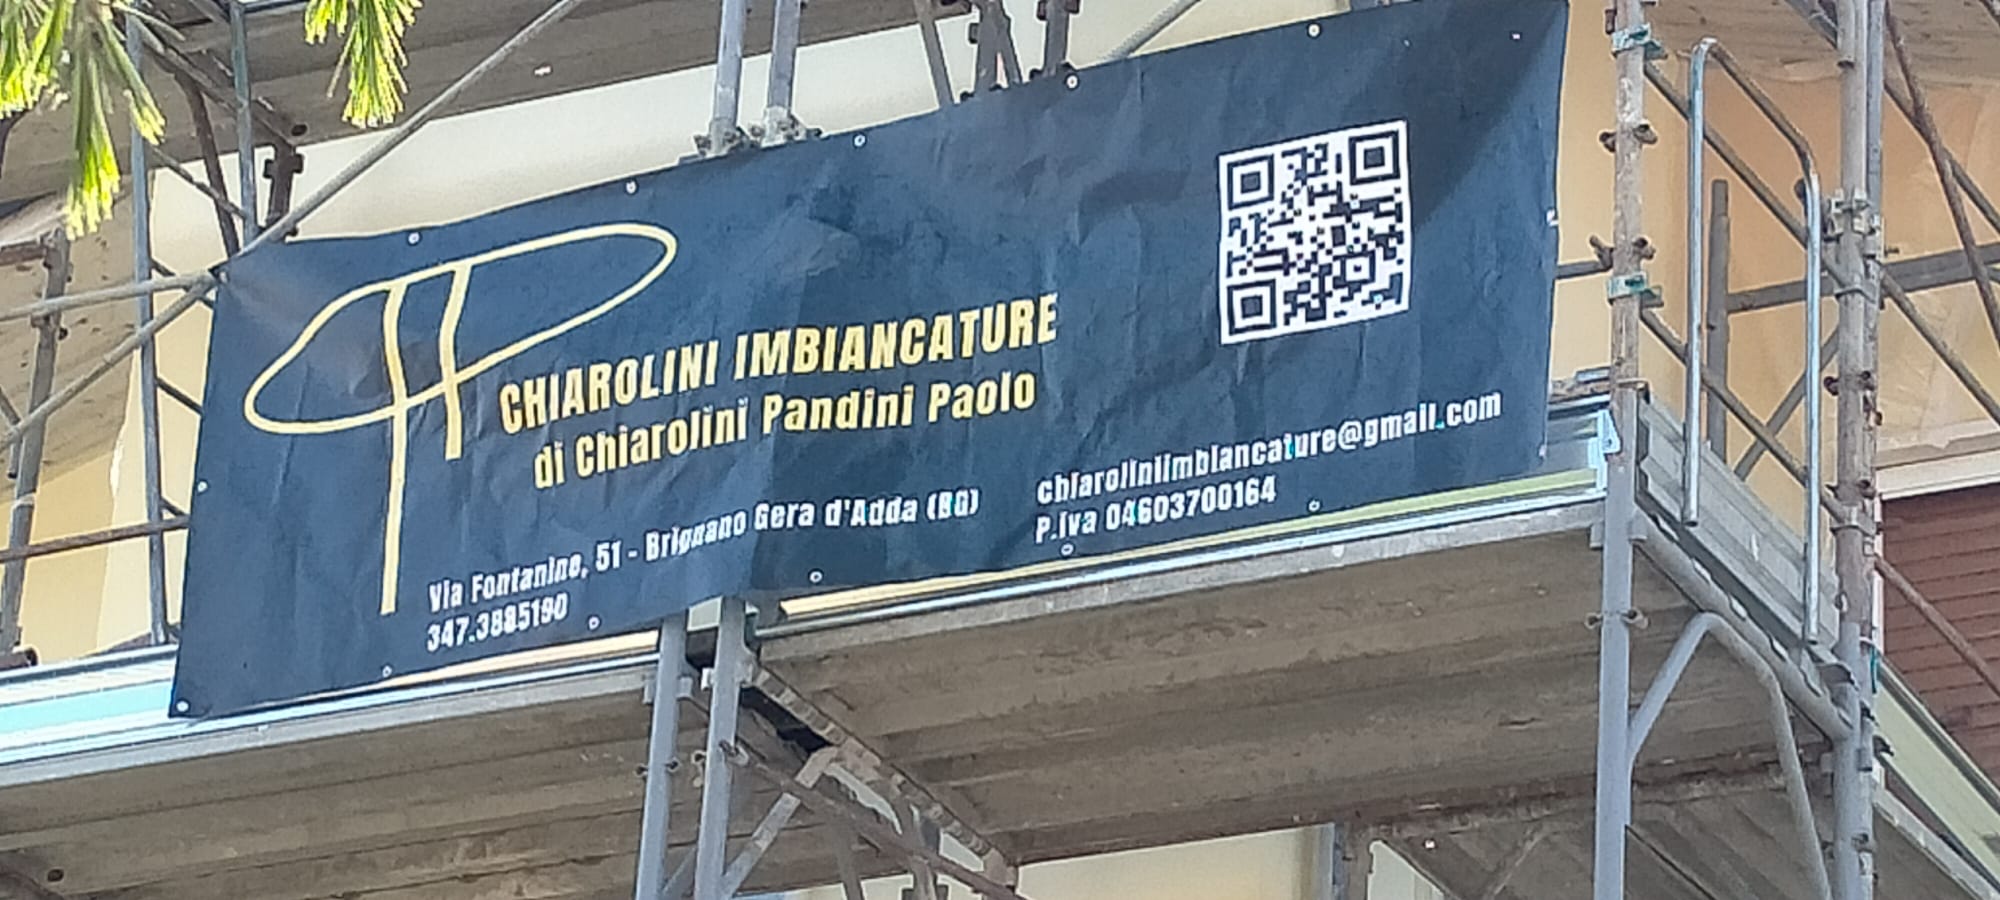 CHIAROLINI IMBIANCATURE
di Chiarolini Pandini Paolo
Via Fontanine, 51 - Brignano Gera d'Adda (BG)
347.3885190
chiaroliniimbiancature@gmail.com
P.iva 04603700164